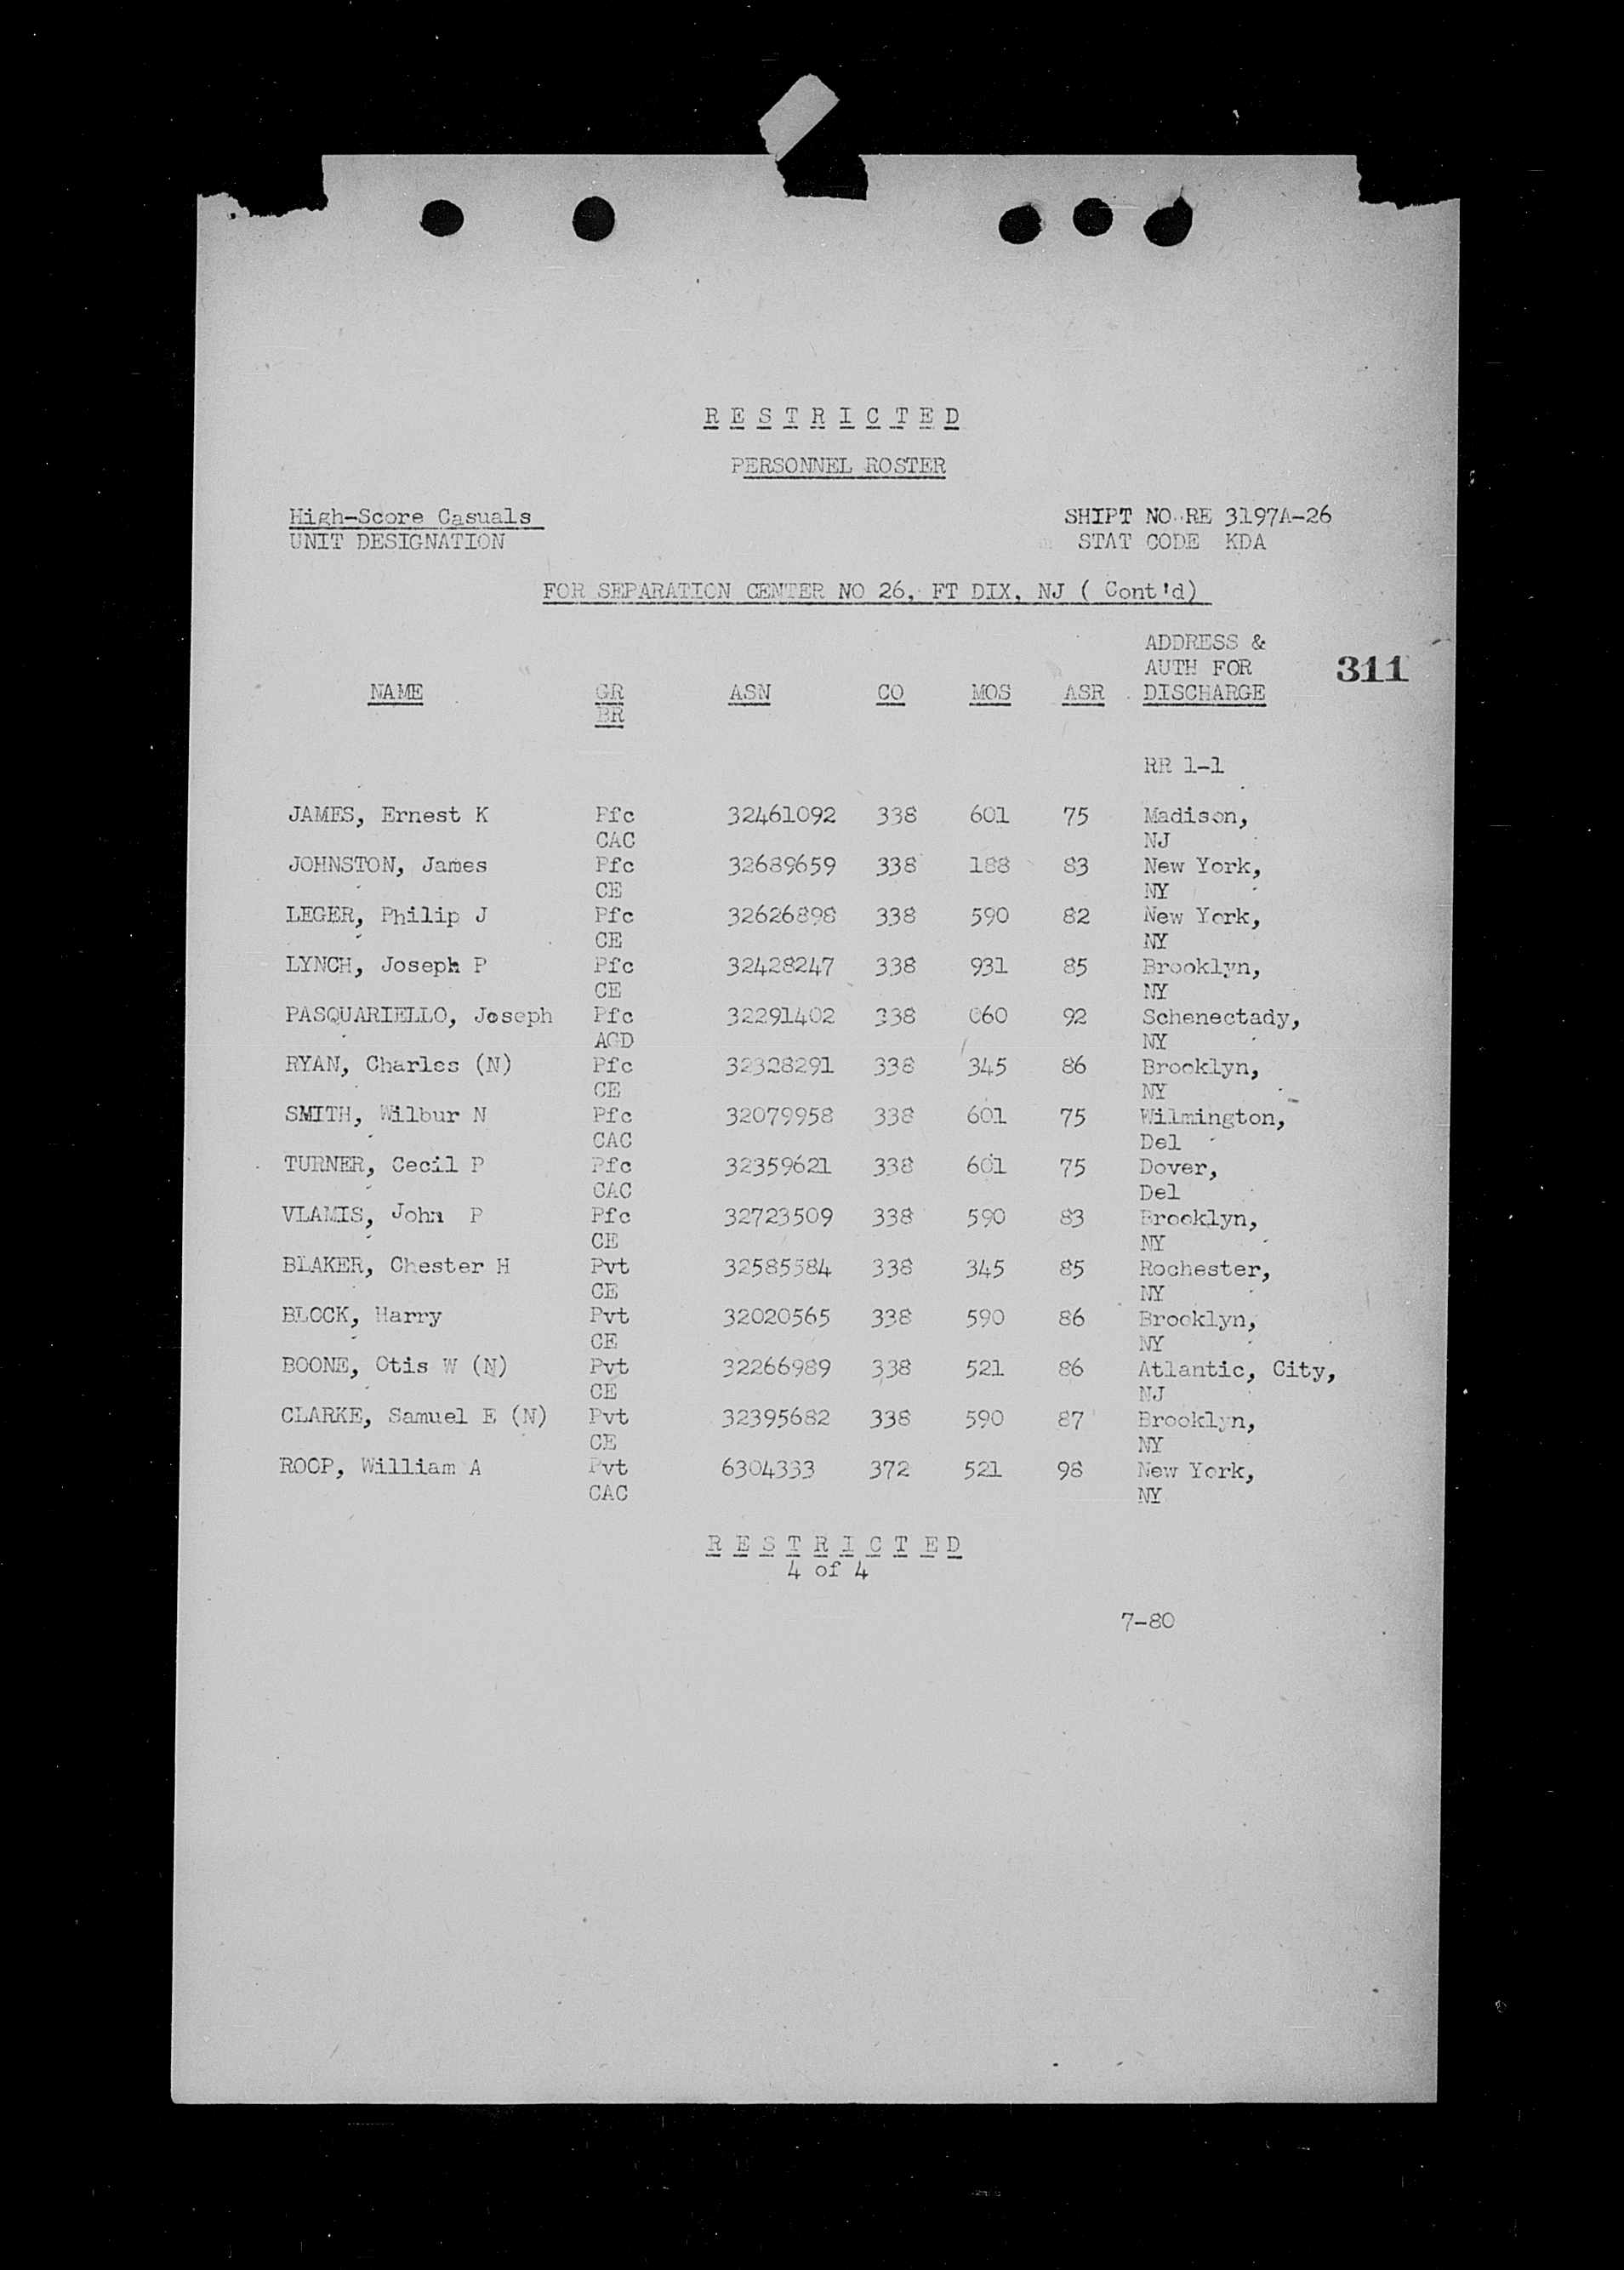 R E S T R I C T E D
PERSONNEL ROSTER
High-Score Casuals SHIPT NO. RE 3197A-26
UNIT DESIGNATION STAT CODE KDA
FOR SEPARATION CENTER NO 26, FT DIX, NJ ( Cont'd)
ADDRESS &
AUTH FOR 311
NAME GR ASN CO MOS ASR DISCHARGE
BR
RR 1-1
JAMES, Ernest K Pfc 32461092 338 601 75 Madison,
CAC NJ
JOHNSTON, James Pfc 32689659 338 188 83 New York,
CE NY
LEGER, Philip J Pfc 32626898 338 590 82 New York,
CE NY
LYNCH, Joseph P Pfc 32428247 338 931 85 Brooklyn,
CE NY
PASQUARIELLO, Joseph Pfc 32291402 338 060 92 Schenectady,
AGD NY
RYAN, Charles (N) Pfc 32328291 338 345 86 Brooklyn,
CE NY
SMITH, Wilbur N Pfc 32079958 338 601 75 Wilmington,
CAC Del
TURNER, Cecil P Pfc 32359621 338 601 75 Dover,
CAC Del
VLAMIS, John P Pfc 32723509 338 590 83 Brooklyn,
CE NY
BLAKER, Chester H Pvt 32585584 338 345 85 Rochester,
CE NY
BLOCK, Harry Pvt 32020565 338 590 86 Brooklyn,
CE NY
BOONE, Otis W (N) Pvt 32266989 338 521 86 Atlantic, City,
CE NJ
CLARKE, Samuel E (N) Pvt 32395682 338 590 87 Brooklyn,
CE NY
ROOP, William A Pvt 6304333 372 521 98 New York,
CAC NY
R E S T R I C T E D
4 of 4
7-80